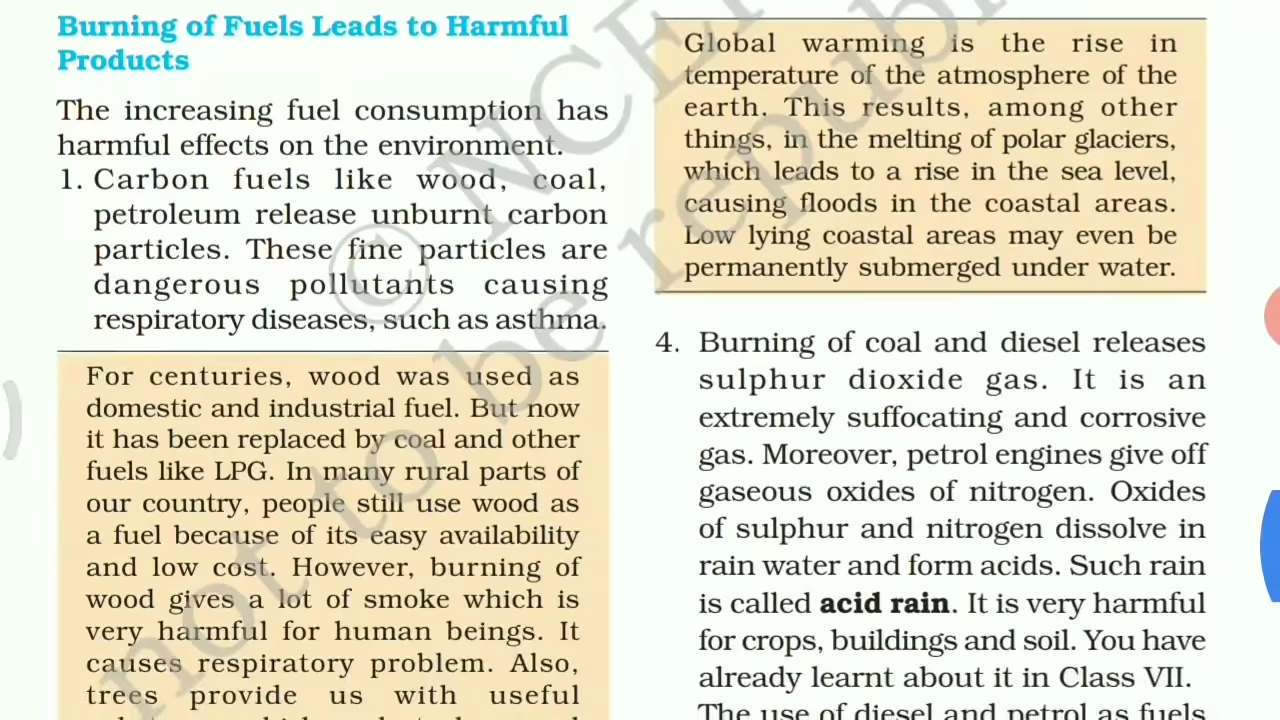 Burning of Fuels Leads to Harmful
Products
The increasing fuel consumption has
harmful effects on the environment.
1. Carbon fuels like wood, coal,
petroleum release unburnt carbon
particles. These fine particles are
dangerous pollutants causing
respiratory diseases, such as asthma.
For centuries, wood was used as
domestic and industrial fuel. But now
it has been replaced by coal and other
fuels like LPG. In many rural parts of
our country, people still use wood as
a fuel because of its easy availability
and low cost. However, burning of
wood gives a lot of smoke which is
very harmful for human beings. It
causes respiratory problem. Also,
trees provide us with useful
Global warming is the rise in
temperature of the atmosphere of the
earth. This results, among other
things, in the melting of polar glaciers,
which leads to a rise in the sea level,
causing floods in the coastal areas.
Low lying coastal areas may even be
permanently submerged under water.
4. Burning of coal and diesel releases
sulphur dioxide gas. It is an
extremely suffocating and corrosive
gas. Moreover, petrol engines give off
gaseous oxides of nitrogen. Oxides
of sulphur and nitrogen dissolve in
rain water and form acids. Such rain
is called acid rain. It is very harmful
for crops, buildings and soil. You have
already learnt about it in Class VII.
The use of diesel and petrol as fuels
© NCE
not to be republi